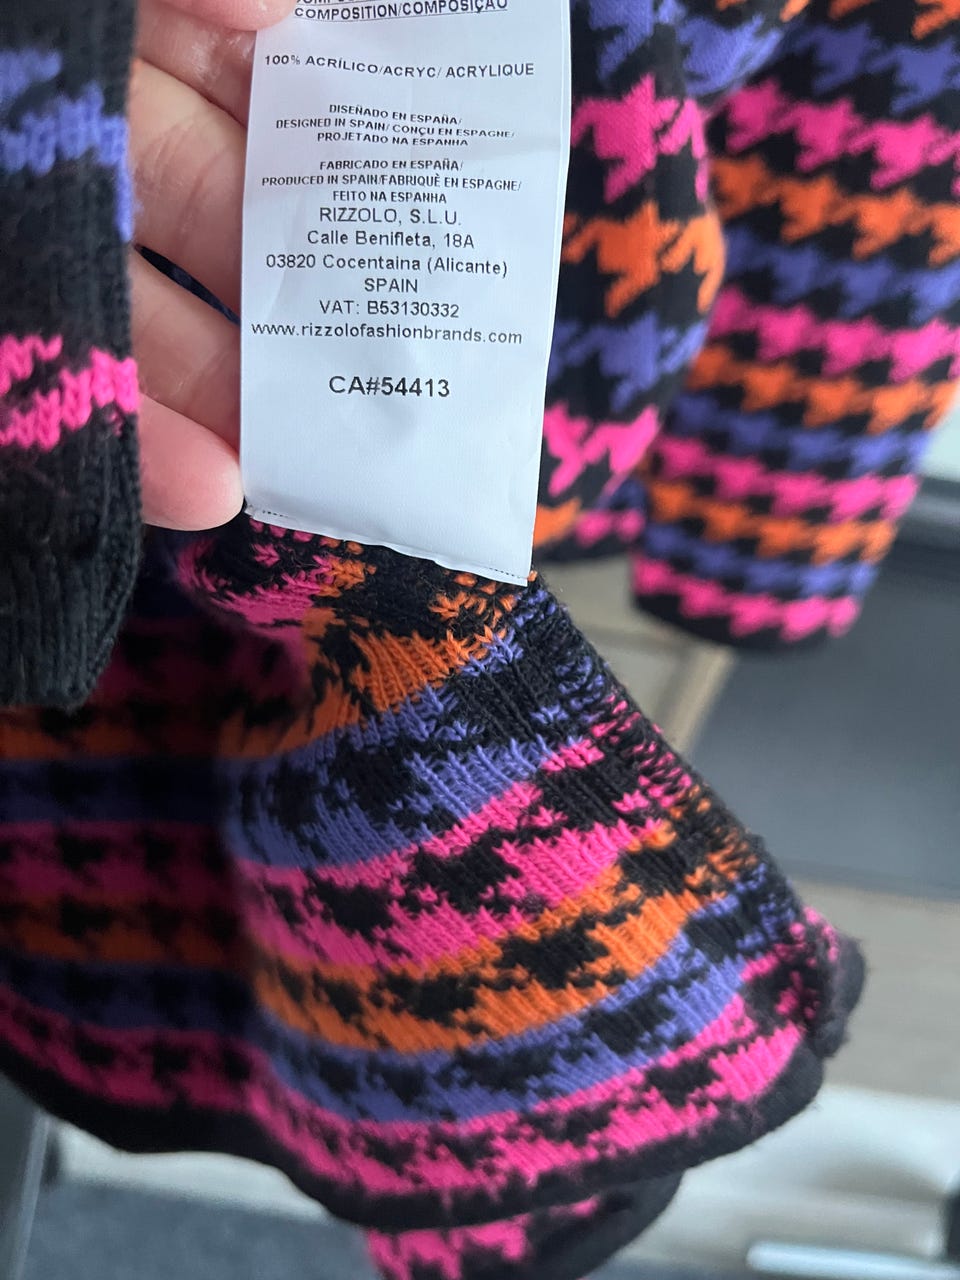 COMPOSITION/COMPOSIÇAO
100% ACRÍLICO/ACRYC/ ACRYLIQUE
DISEÑADO EN ESPAÑA/
DESIGNED IN SPAIN/ CONÇU EN ESPAGNE/
PROJETADO NA ESPANHA
FABRICADO EN ESPAÑA/
PRODUCED IN SPAIN/FABRIQUÈ EN ESPAGNE/
FEITO NA ESPANHA
RIZZOLO, S.L.U.
Calle Benifleta, 18A
03820 Cocentaina (Alicante)
SPAIN
VAT: B53130332
www.rizzolofashionbrands.com
CA#54413